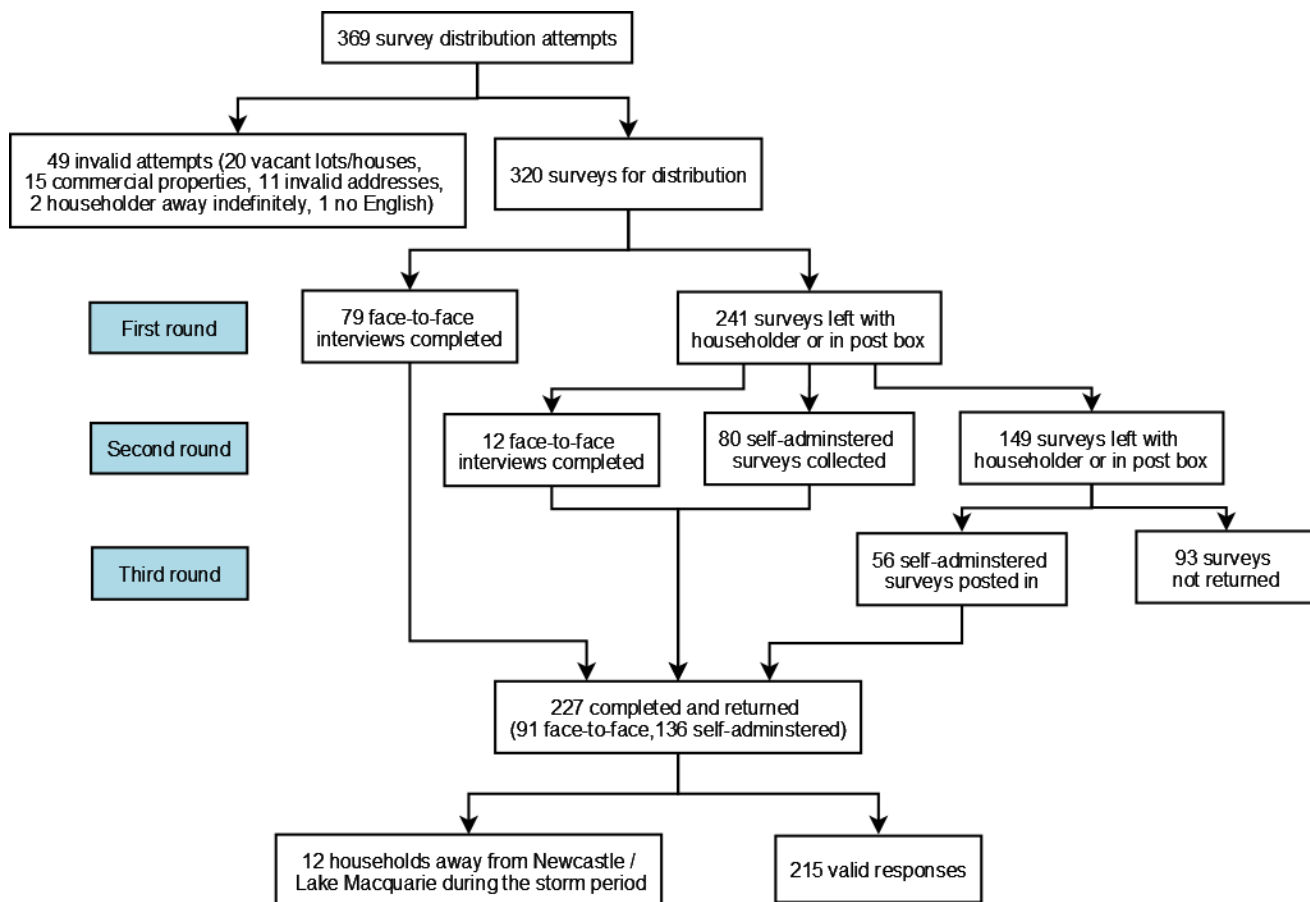 369 survey distribution attempts
49 invalid attempts (20 vacant lots/houses,
15 commercial properties, 11 invalid addresses,
2 householder away indefinitely, 1 no English)
320 surveys for distribution
First round
79 face-to-face
interviews completed
241 surveys left with
householder or in post box
Second round
12 face-to-face
interviews completed
80 self-adminstered
surveys collected
149 surveys left with
householder or in post box
Third round
56 self-adminstered
surveys posted in
93 surveys
not returned
227 completed and returned
(91 face-to-face,136 self-adminstered)
12 households away from Newcastle /
Lake Macquarie during the storm period
215 valid responses